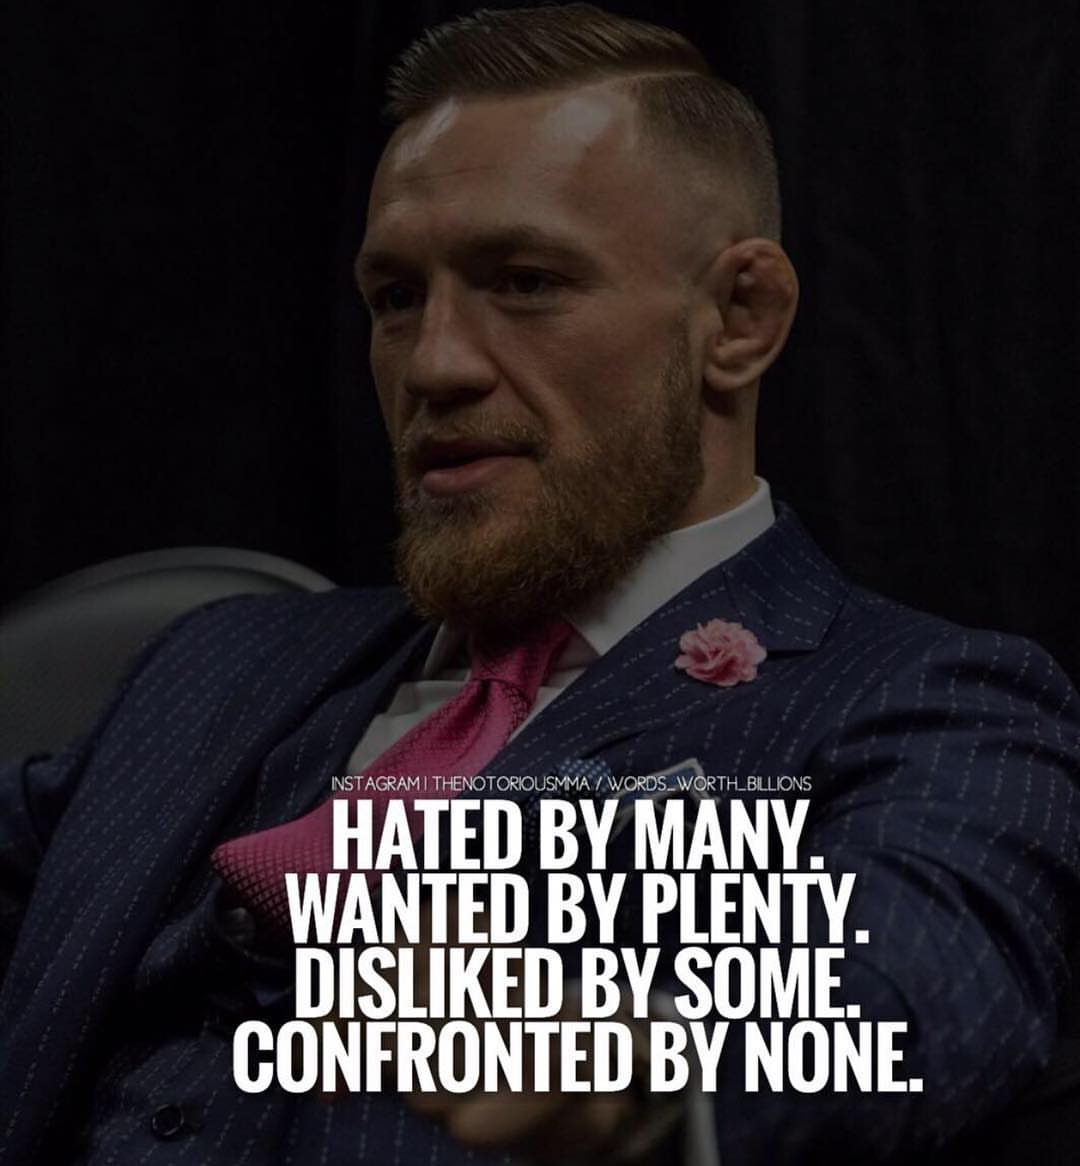 INSTAGRAM | THENOTORIOUSMMA / WORDS_WORTH_BILLIONS
HATED BY MANY.
WANTED BY PLENTY.
DISLIKED BY SOME.
CONFRONTED BY NONE.